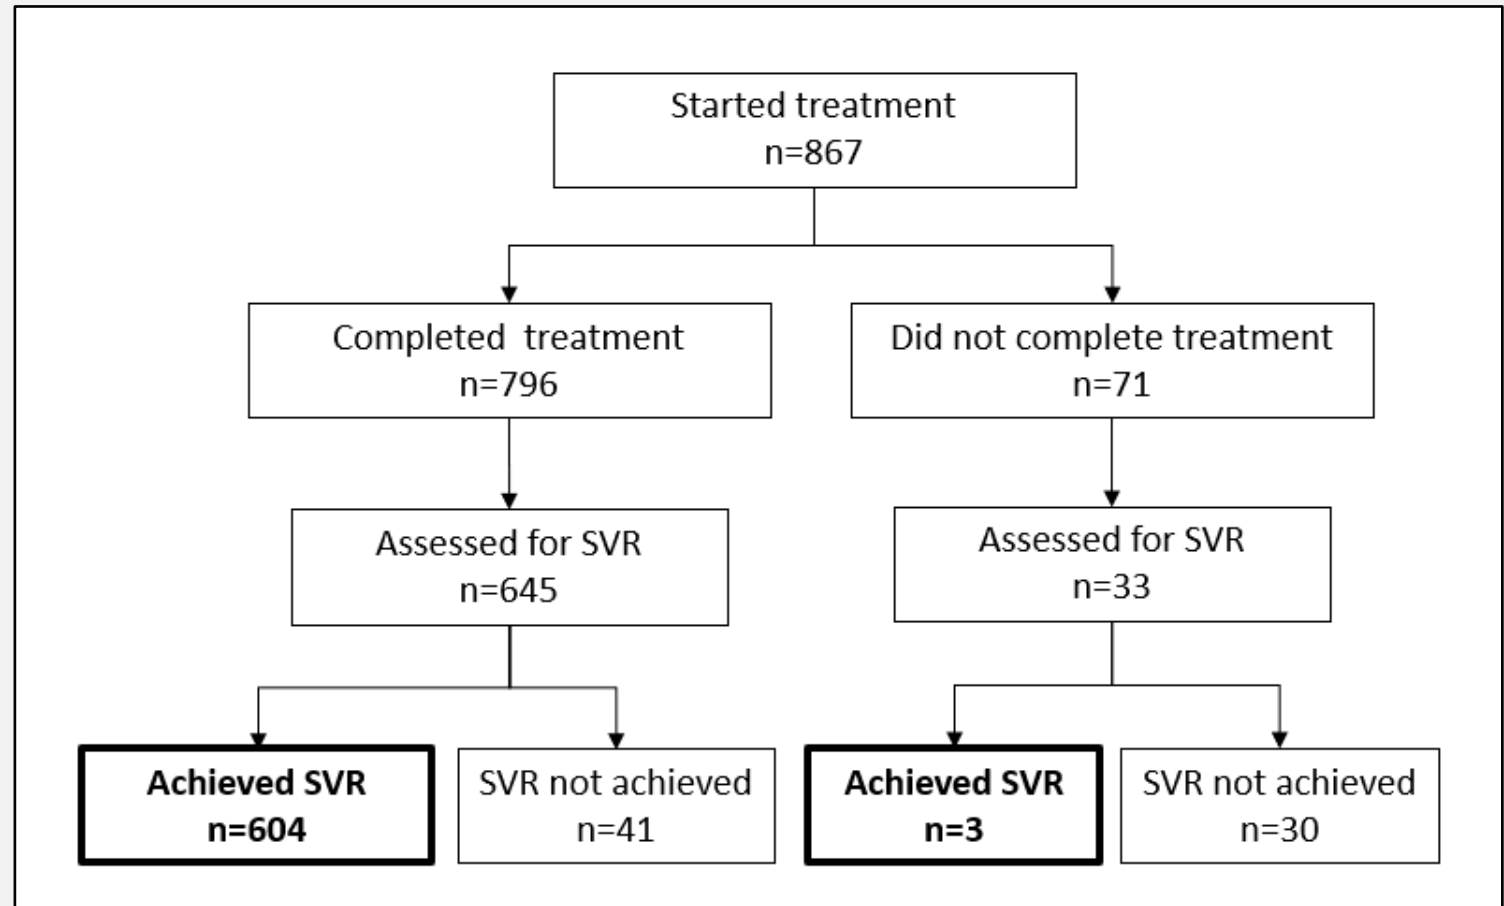 Started treatment
n=867
Completed  treatment
n=796
Did not complete treatment
n=71
Assessed for SVR
n=645
Assessed for SVR
n=33
Achieved SVR
n=604
SVR not achieved
n=41
Achieved SVR
n=3
SVR not achieved
n=30